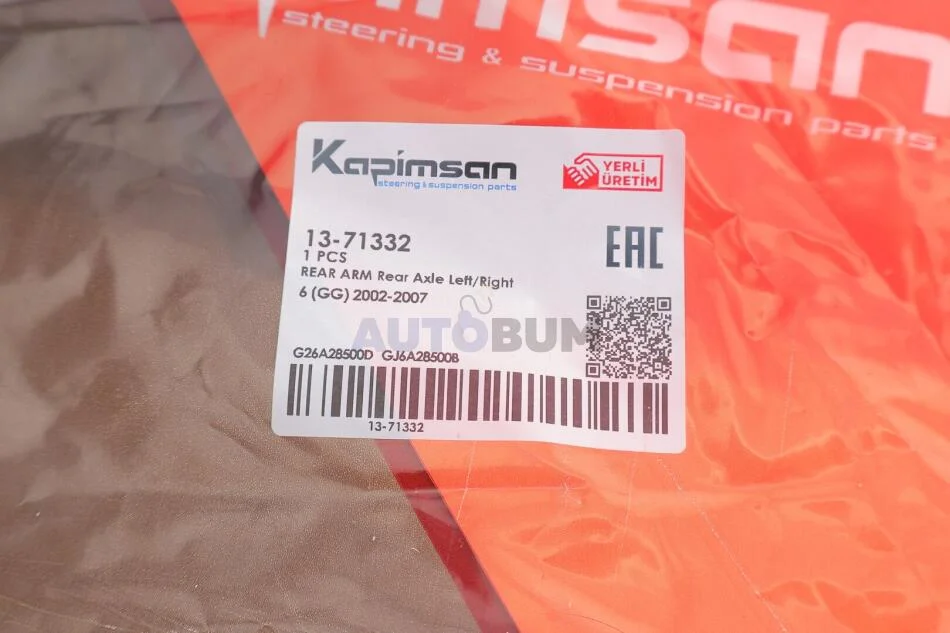 imsan
steering & suspension parts
Kapimsan
steering & suspension parts
YERLİ
ÜRETİM
13-71332
1 PCS
REAR ARM Rear Axle Left/Right
6 (GG) 2002-2007
EAC
AUTOBUM
G26A28500D GJ6A28500B
13-71332